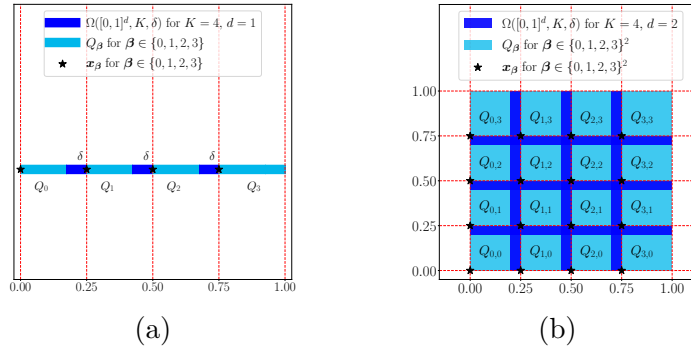 Ω([0, 1]^d, K, δ) for K = 4, d = 1
Q_β for β ∈ {0, 1, 2, 3}
x_β for β ∈ {0, 1, 2, 3}
δ δ δ
Q_0 Q_1 Q_2 Q_3
0.00 0.25 0.50 0.75 1.00
(a)
Ω([0, 1]^d, K, δ) for K = 4, d = 2
Q_β for β ∈ {0, 1, 2, 3}^2
x_β for β ∈ {0, 1, 2, 3}^2
1.00
Q_{0,3} Q_{1,3} Q_{2,3} Q_{3,3}
0.75
Q_{0,2} Q_{1,2} Q_{2,2} Q_{3,2}
0.50
Q_{0,1} Q_{1,1} Q_{2,1} Q_{3,1}
0.25
Q_{0,0} Q_{1,0} Q_{2,0} Q_{3,0}
0.00
0.00 0.25 0.50 0.75 1.00
(b)